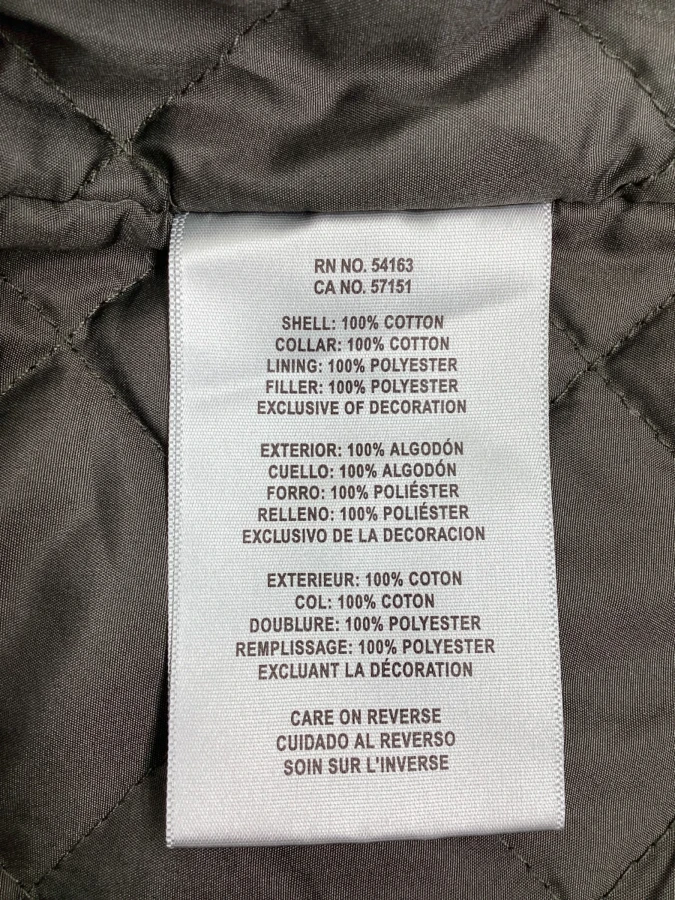 RN NO. 54163
CA NO. 57151
SHELL: 100% COTTON
COLLAR: 100% COTTON
LINING: 100% POLYESTER
FILLER: 100% POLYESTER
EXCLUSIVE OF DECORATION
EXTERIOR: 100% ALGODÓN
CUELLO: 100% ALGODÓN
FORRO: 100% POLIÉSTER
RELLENO: 100% POLIÉSTER
EXCLUSIVO DE LA DECORACION
EXTERIEUR: 100% COTON
COL: 100% COTON
DOUBLURE: 100% POLYESTER
REMPLISSAGE: 100% POLYESTER
EXCLUANT LA DÉCORATION
CARE ON REVERSE
CUIDADO AL REVERSO
SOIN SUR L'INVERSE